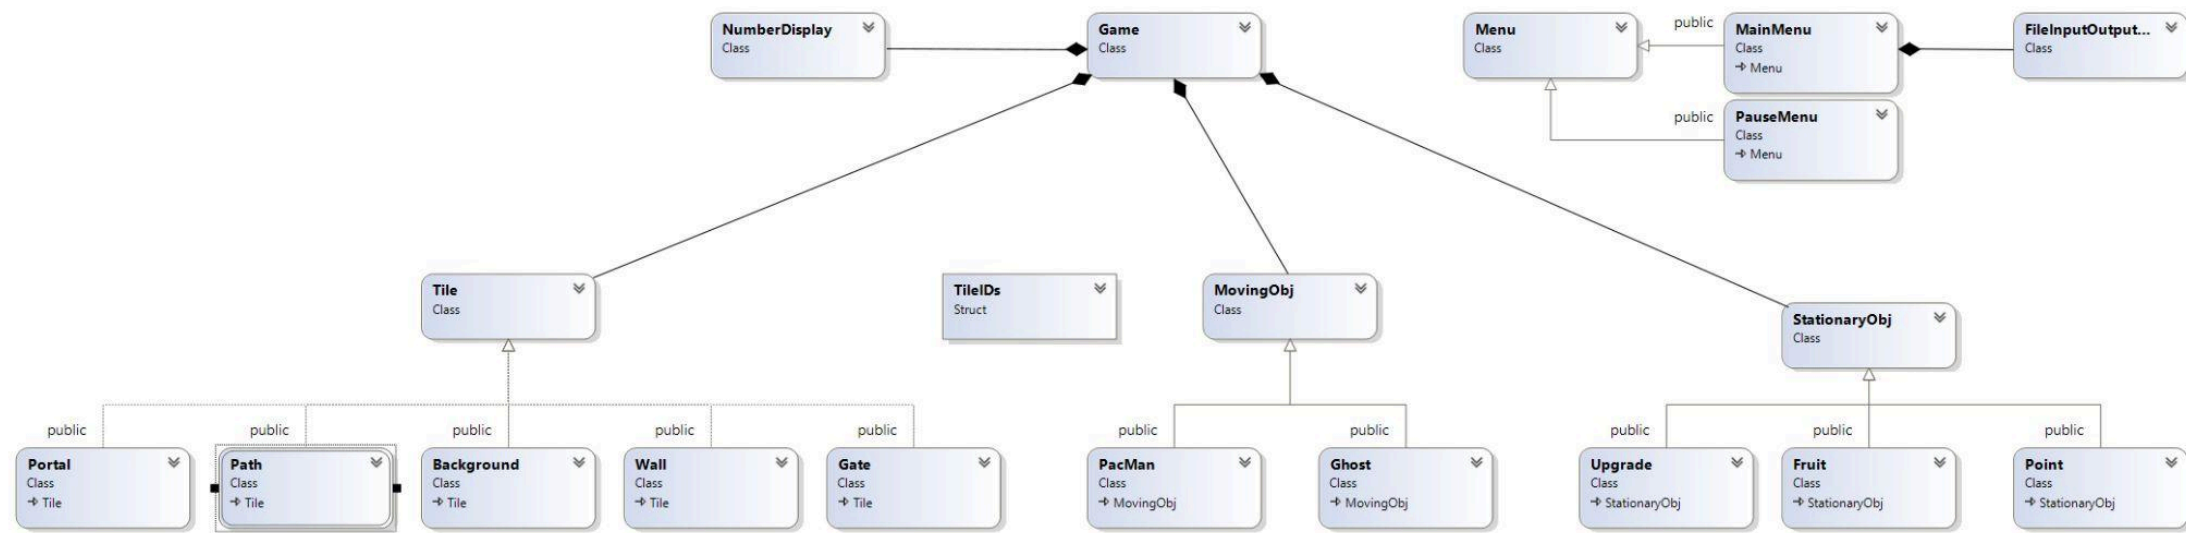 NumberDisplay
Class
Game
Class
Menu
Class
public
MainMenu
Class
Menu
FileInputOutput...
Class
public
PauseMenu
Class
Menu
Tile
Class
TileIDs
Struct
MovingObj
Class
StationaryObj
Class
public
Portal
Class
Tile
public
Path
Class
Tile
public
Background
Class
Tile
public
Wall
Class
Tile
public
Gate
Class
Tile
public
PacMan
Class
MovingObj
public
Ghost
Class
MovingObj
public
Upgrade
Class
StationaryObj
public
Fruit
Class
StationaryObj
public
Point
Class
StationaryObj